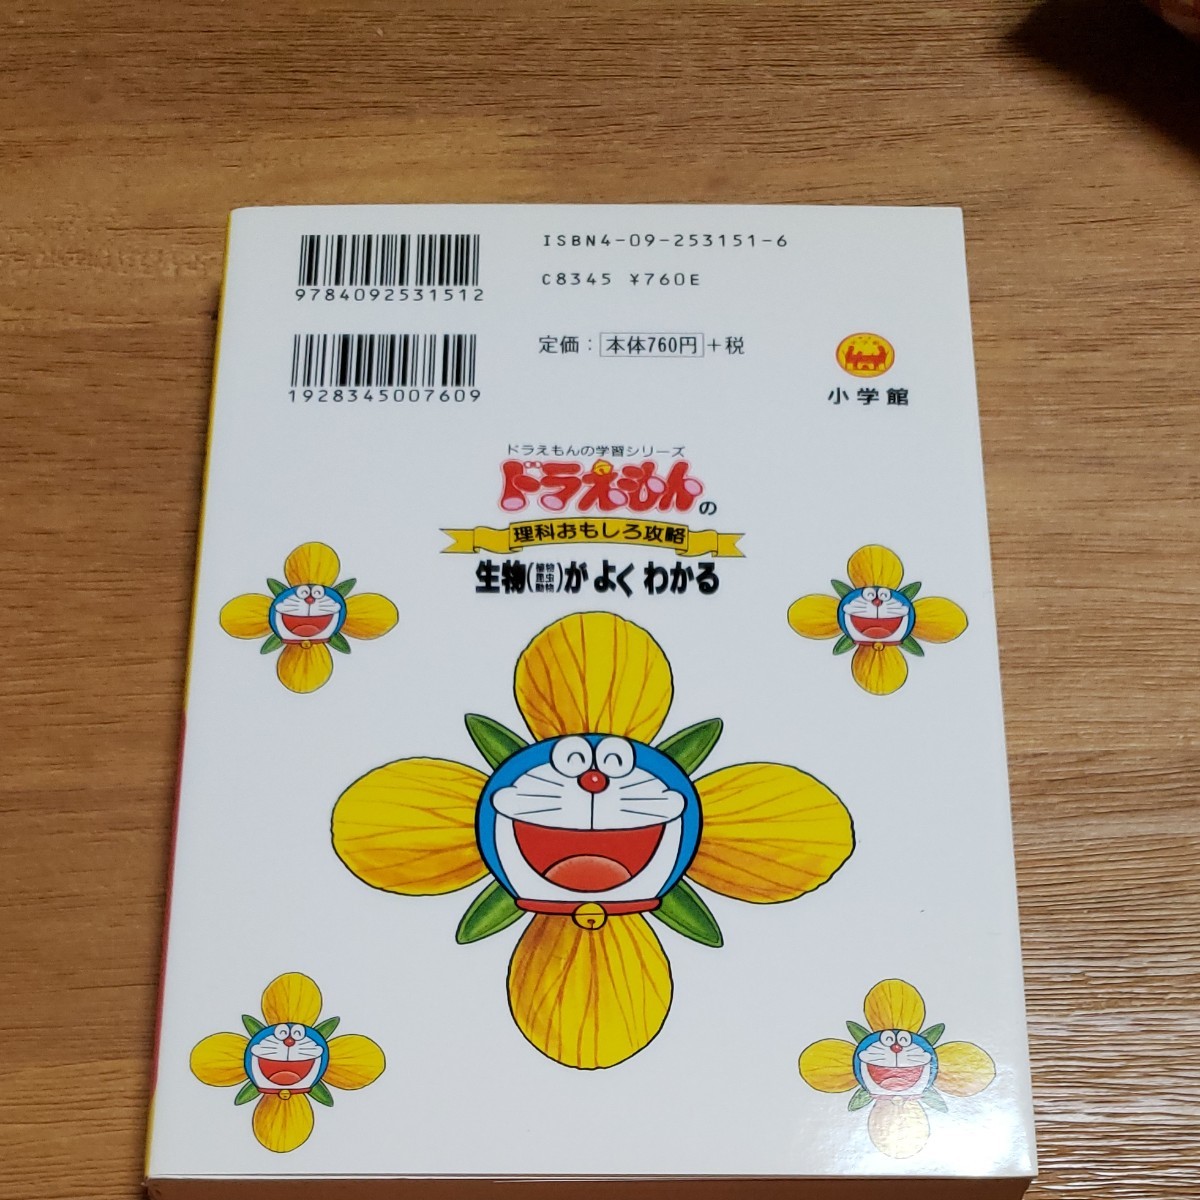 ISBN4-09-253151-6
9784092531512
C8345 ¥760E
定価：本体760円+税
1928345007609
小学館
ドラえもんの学習シリーズ
ドラえもんの
理科おもしろ攻略
生物(植物 昆虫 動物)がよくわかる